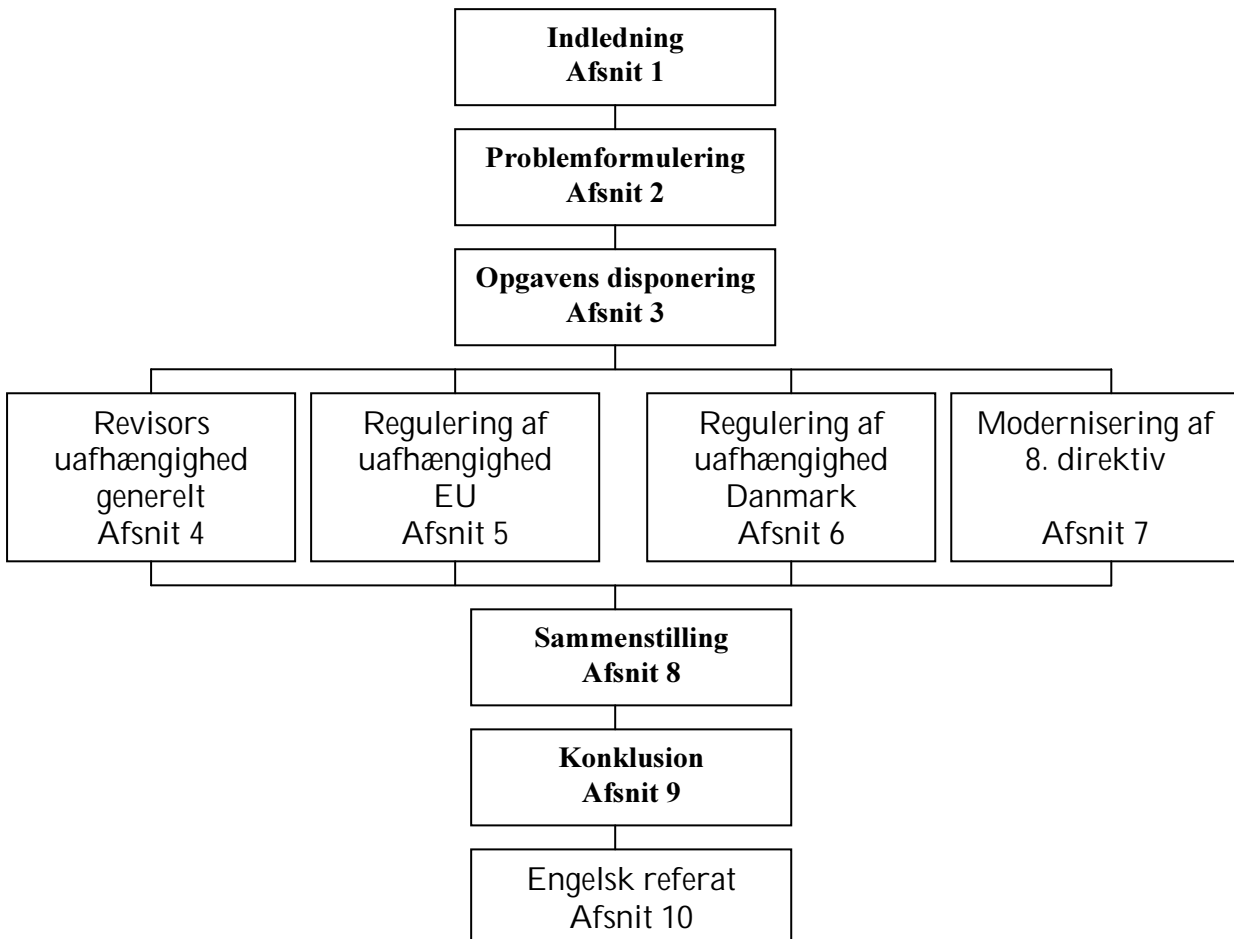 Indledning
Afsnit 1
Problemformulering
Afsnit 2
Opgavens disponering
Afsnit 3
Revisors
uafhængighed
generelt
Afsnit 4
Regulering af
uafhængighed
EU
Afsnit 5
Regulering af
uafhængighed
Danmark
Afsnit 6
Modernisering af
8. direktiv
Afsnit 7
Sammenstilling
Afsnit 8
Konklusion
Afsnit 9
Engelsk referat
Afsnit 10